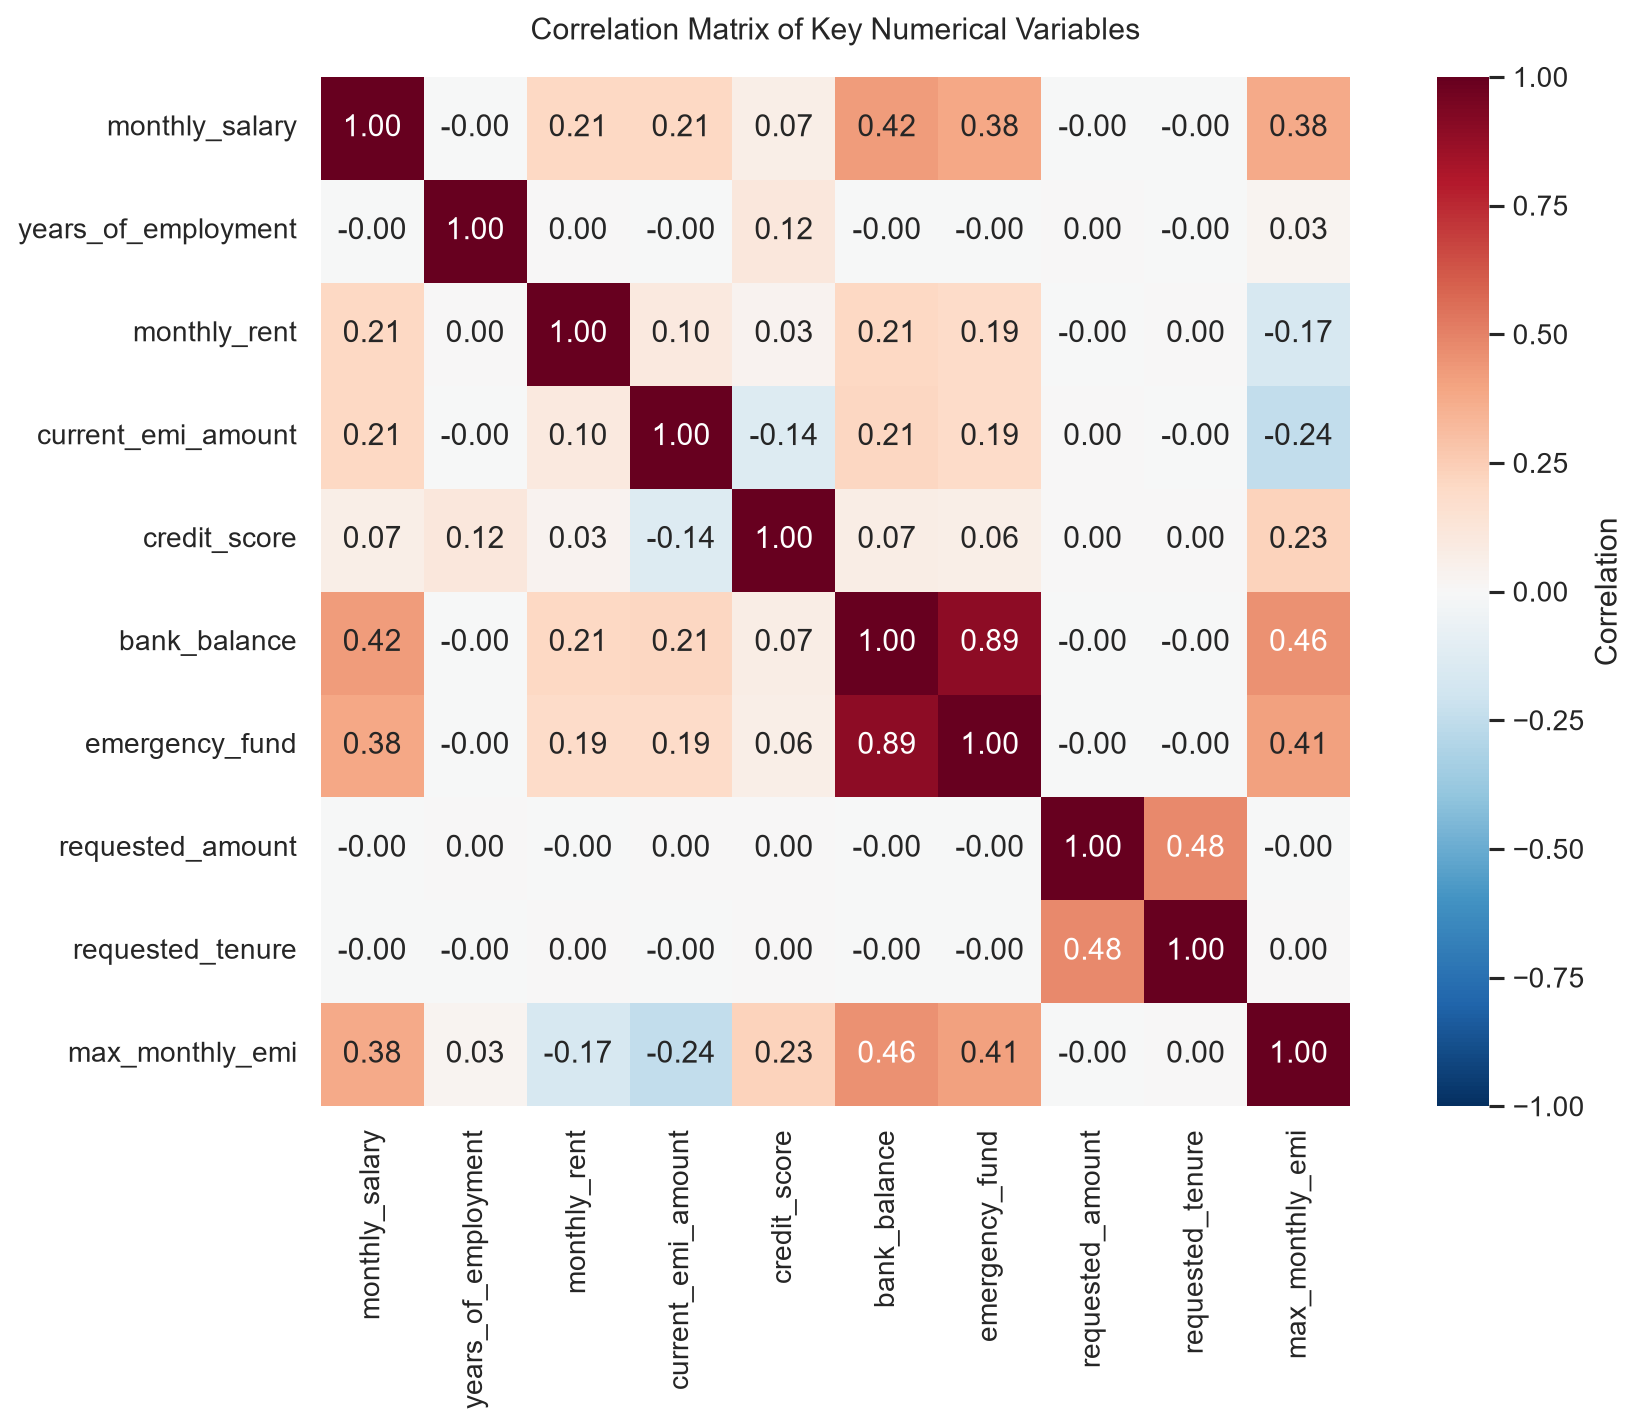 Correlation Matrix of Key Numerical Variables
monthly_salary 1.00 -0.00 0.21 0.21 0.07 0.42 0.38 -0.00 -0.00 0.38
years_of_employment -0.00 1.00 0.00 -0.00 0.12 -0.00 -0.00 0.00 -0.00 0.03
monthly_rent 0.21 0.00 1.00 0.10 0.03 0.21 0.19 -0.00 0.00 -0.17
current_emi_amount 0.21 -0.00 0.10 1.00 -0.14 0.21 0.19 0.00 -0.00 -0.24
credit_score 0.07 0.12 0.03 -0.14 1.00 0.07 0.06 0.00 0.00 0.23
bank_balance 0.42 -0.00 0.21 0.21 0.07 1.00 0.89 -0.00 -0.00 0.46
emergency_fund 0.38 -0.00 0.19 0.19 0.06 0.89 1.00 -0.00 -0.00 0.41
requested_amount -0.00 0.00 -0.00 0.00 0.00 -0.00 -0.00 1.00 0.48 -0.00
requested_tenure -0.00 -0.00 0.00 -0.00 0.00 -0.00 -0.00 0.48 1.00 0.00
max_monthly_emi 0.38 0.03 -0.17 -0.24 0.23 0.46 0.41 -0.00 0.00 1.00
monthly_salary
years_of_employment
monthly_rent
current_emi_amount
credit_score
bank_balance
emergency_fund
requested_amount
requested_tenure
max_monthly_emi
1.00
0.75
0.50
0.25
0.00
−0.25
−0.50
−0.75
−1.00
Correlation